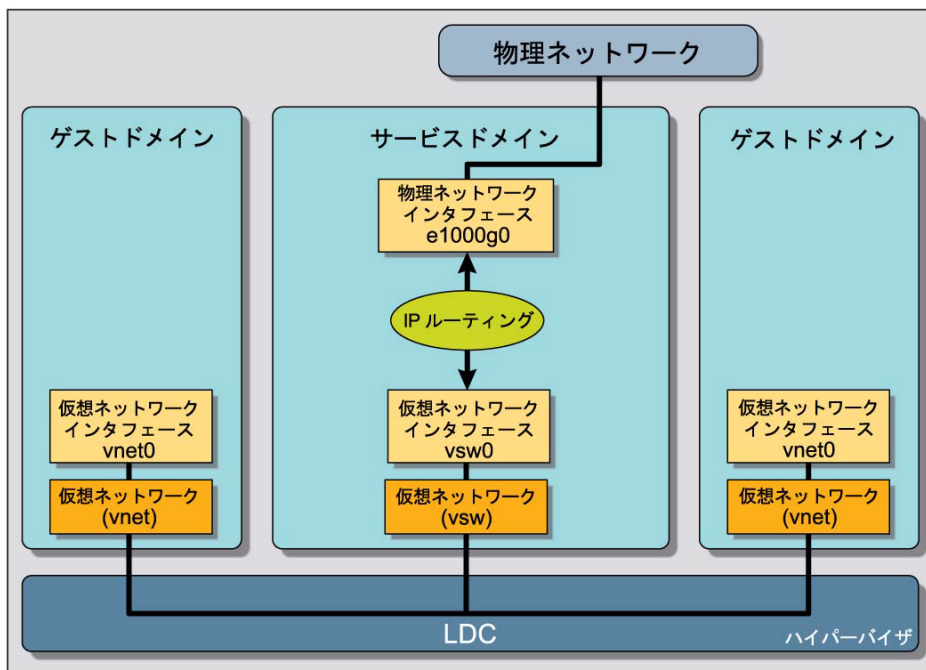 物理ネットワーク
ゲストドメイン
サービスドメイン
ゲストドメイン
物理ネットワーク
インタフェース
e1000g0
IP ルーティング
仮想ネットワーク
インタフェース
vnet0
仮想ネットワーク
インタフェース
vsw0
仮想ネットワーク
インタフェース
vnet0
仮想ネットワーク
(vnet)
仮想ネットワーク
(vsw)
仮想ネットワーク
(vnet)
LDC
ハイパーバイザ